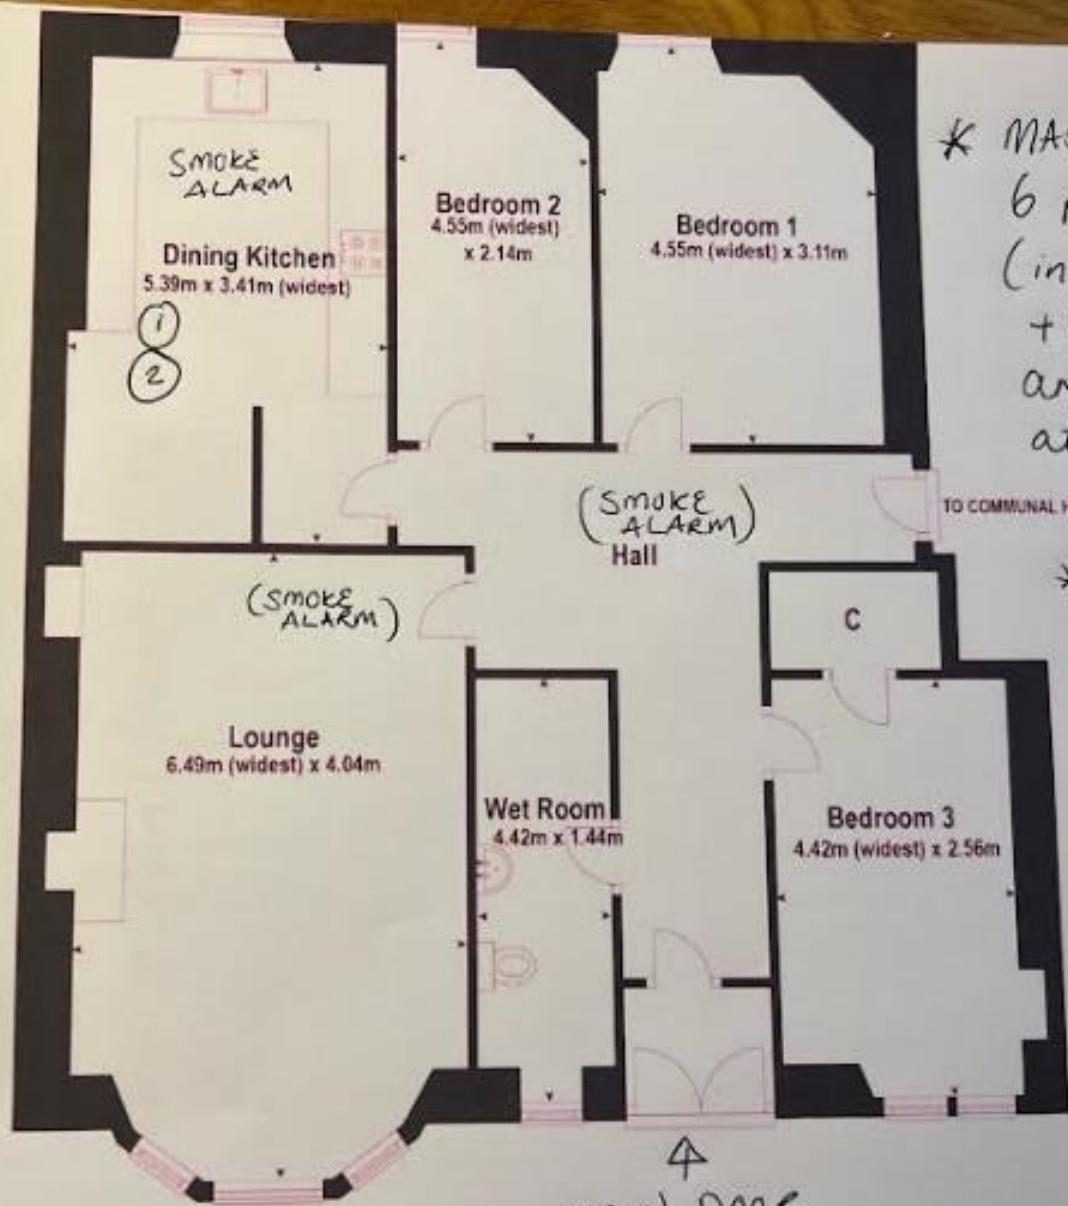 SMOKE
ALARM
Dining Kitchen
5.39m x 3.41m (widest)
1
2
Bedroom 2
4.55m (widest)
x 2.14m
Bedroom 1
4.55m (widest) x 3.11m
*
6
(in
+
at
(SMOKE
ALARM)
Hall
TO COMMUNAL
(SMOKE
ALARM)
C
*
Lounge
6.49m (widest) x 4.04m
Wet Room
4.42m x 1.44m
Bedroom 3
4.42m (widest) x 2.56m